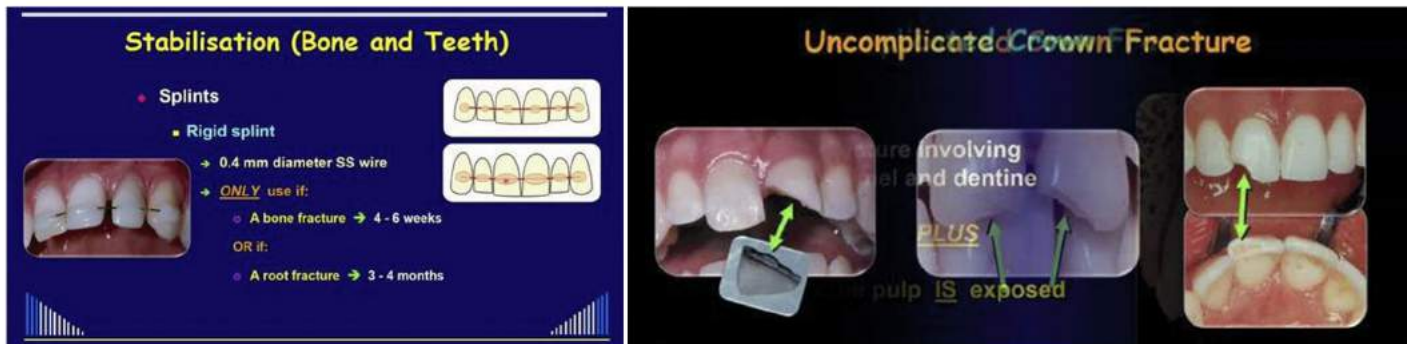 Stabilisation (Bone and Teeth)
Splints
Rigid splint
0.4 mm diameter SS wire
ONLY use if:
A bone fracture → 4 - 6 weeks
OR if:
A root fracture → 3 - 4 months
Uncomplicated Crown Fracture
involving
and dentine
PLUS
pulp IS exposed